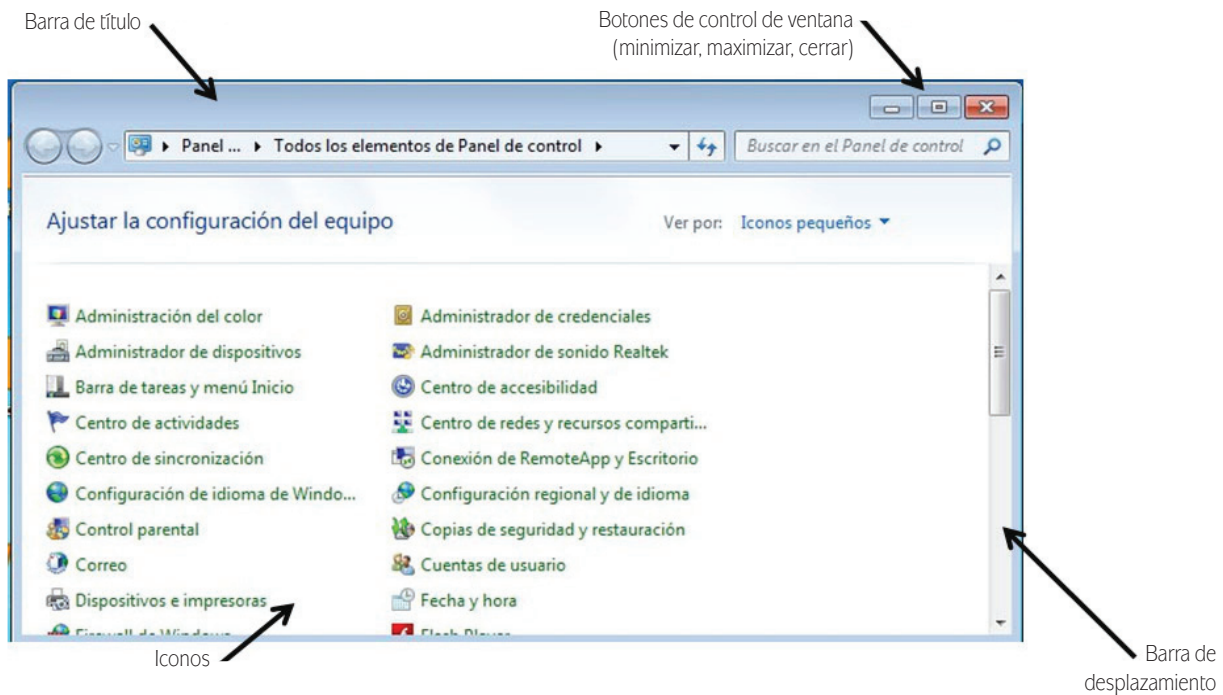 Barra de título
Botones de control de ventana
(minimizar, maximizar, cerrar)
Panel ... Todos los elementos de Panel de control
Buscar en el Panel de control
Ajustar la configuración del equipo
Ver por: Iconos pequeños
Administración del color
Administrador de credenciales
Administrador de dispositivos
Administrador de sonido Realtek
Barra de tareas y menú Inicio
Centro de accesibilidad
Centro de actividades
Centro de redes y recursos comparti...
Centro de sincronización
Conexión de RemoteApp y Escritorio
Configuración de idioma de Windo...
Configuración regional y de idioma
Control parental
Copias de seguridad y restauración
Correo
Cuentas de usuario
Dispositivos e impresoras
Fecha y hora
Firewall de Windows
Flash Player
Iconos
Barra de
desplazamiento